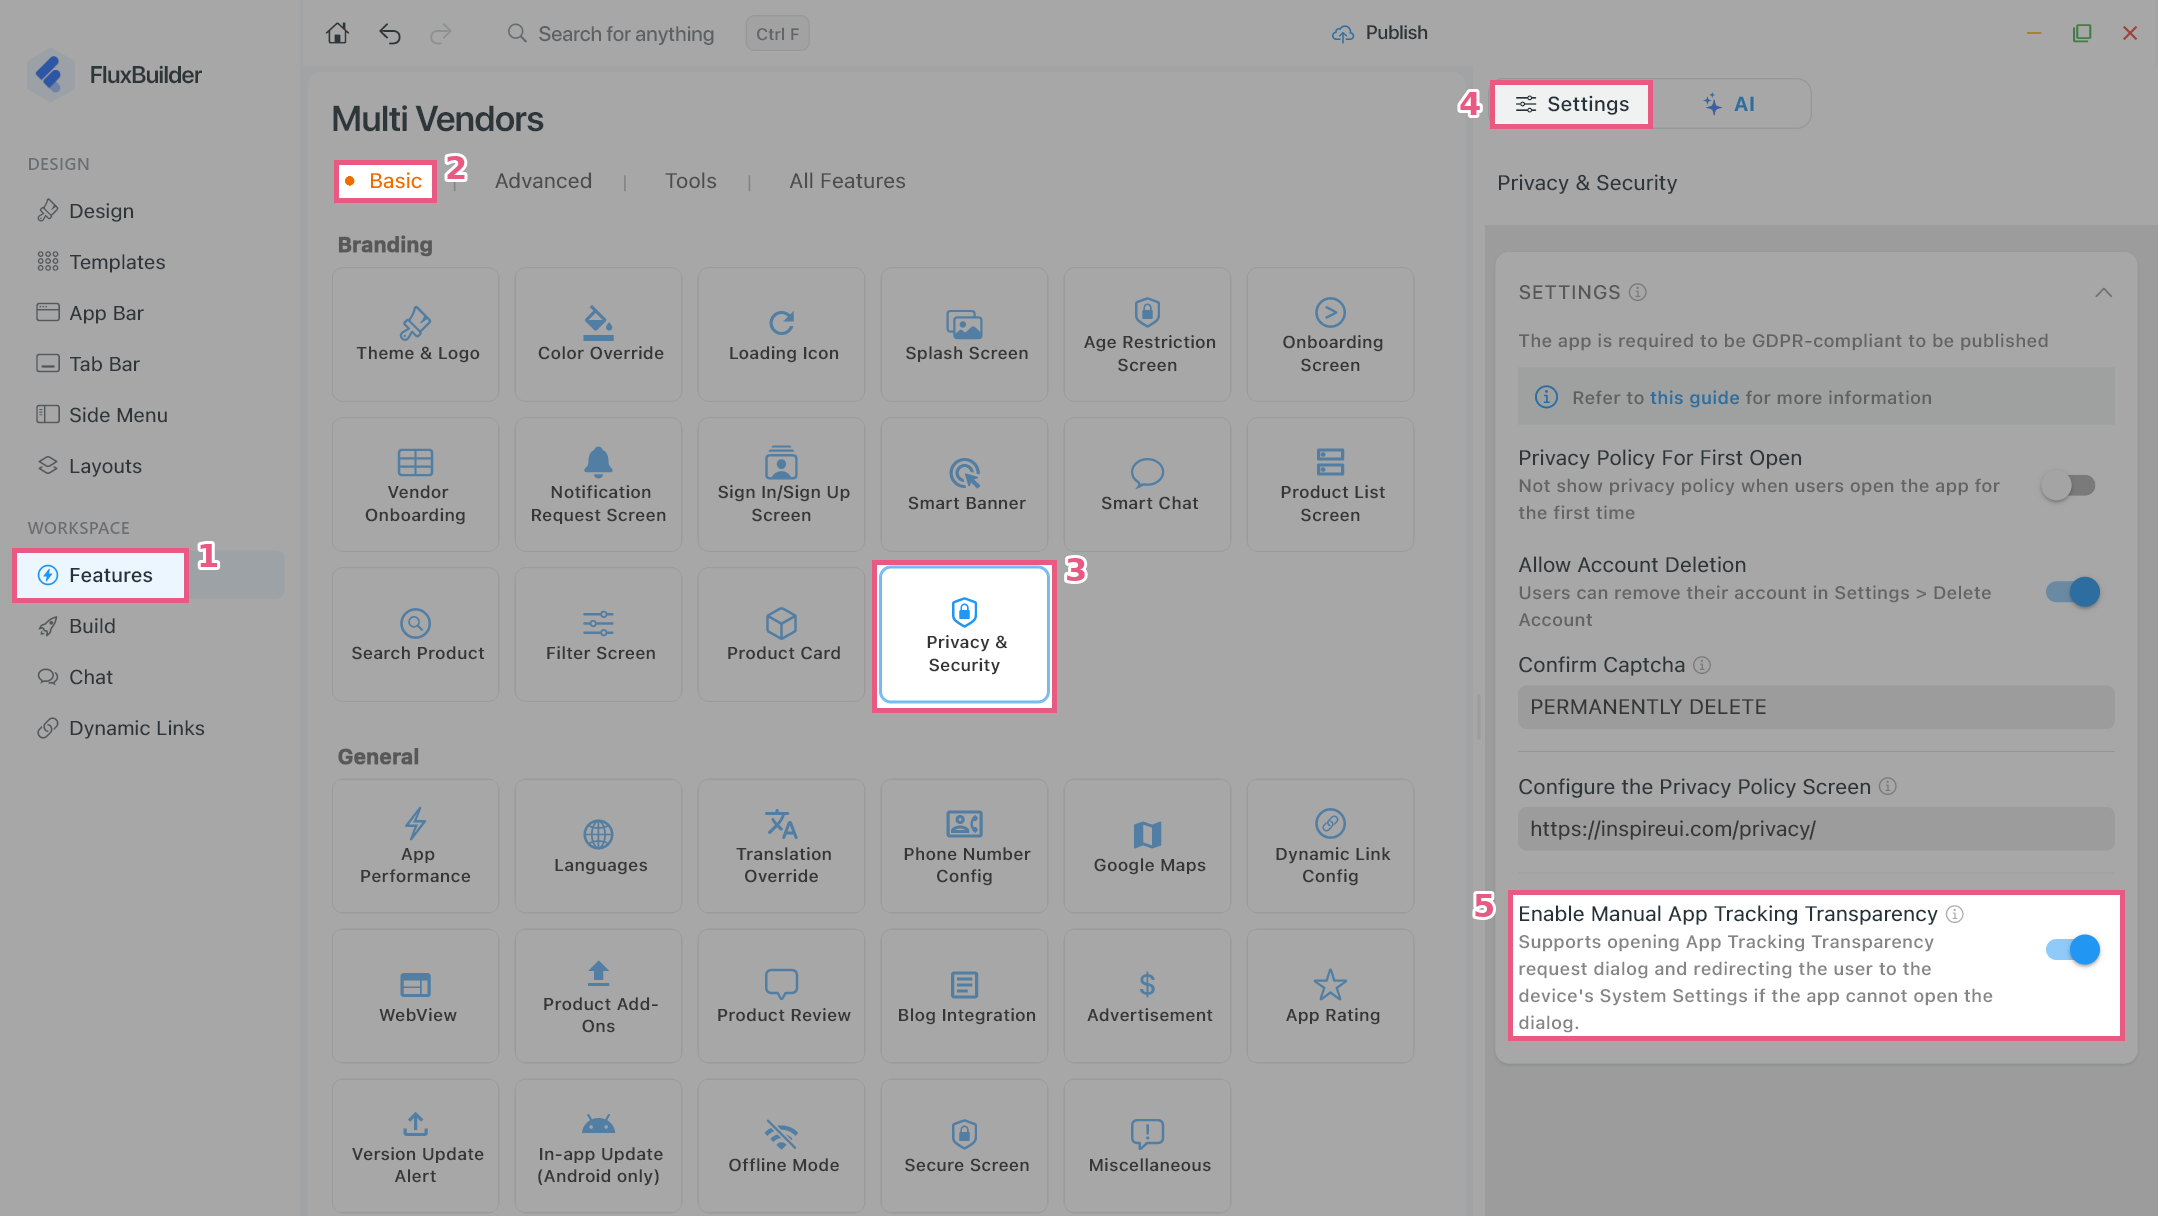 FluxBuilder
DESIGN
Design
Templates
App Bar
Tab Bar
Side Menu
Layouts
WORKSPACE
Features
1
Build
Chat
Dynamic Links
Search for anything
Ctrl F
Publish
Multi Vendors
Basic
2
|
Advanced
|
Tools
|
All Features
Branding
Theme & Logo
Color Override
Loading Icon
Splash Screen
Age Restriction
Screen
Onboarding
Screen
Vendor
Onboarding
Notification
Request Screen
Sign In/Sign Up
Screen
Smart Banner
Smart Chat
Product List
Screen
Search Product
Filter Screen
Product Card
Privacy &
Security
3
General
App
Performance
Languages
Translation
Override
Phone Number
Config
Google Maps
Dynamic Link
Config
WebView
Product Add-
Ons
Product Review
Blog Integration
Advertisement
App Rating
Version Update
Alert
In-app Update
(Android only)
Offline Mode
Secure Screen
Miscellaneous
4
Settings
AI
Privacy & Security
SETTINGS
The app is required to be GDPR-compliant to be published
Refer to this guide for more information
Privacy Policy For First Open
Not show privacy policy when users open the app for
the first time
Allow Account Deletion
Users can remove their account in Settings > Delete
Account
Confirm Captcha
PERMANENTLY DELETE
Configure the Privacy Policy Screen
https://inspireui.com/privacy/
5
Enable Manual App Tracking Transparency
Supports opening App Tracking Transparency
request dialog and redirecting the user to the
device's System Settings if the app cannot open the
dialog.